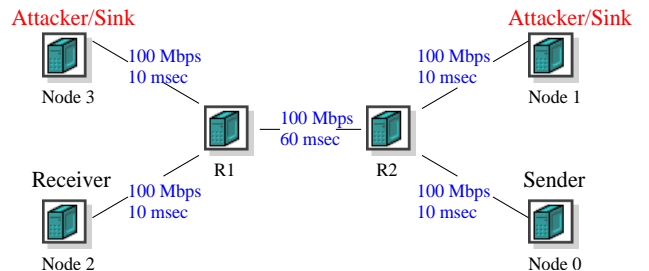 Attacker/Sink
Attacker/Sink
100 Mbps
10 msec
100 Mbps
10 msec
Node 3
Node 1
100 Mbps
60 msec
R1
R2
Receiver
Sender
100 Mbps
10 msec
100 Mbps
10 msec
Node 2
Node 0